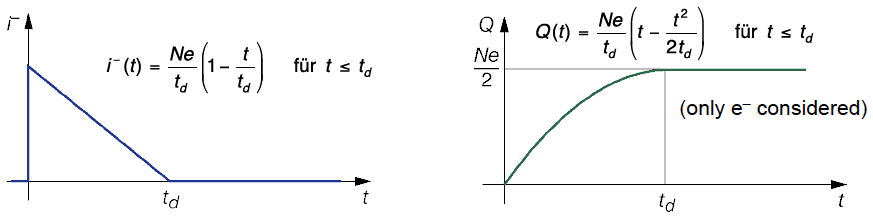 i⁻
i⁻(t) = Ne/t_d (1 − t/t_d) für t ≤ t_d
t_d
t
Q
Q(t) = Ne/t_d (t − t²/2t_d) für t ≤ t_d
Ne/2
(only e⁻ considered)
t_d
t